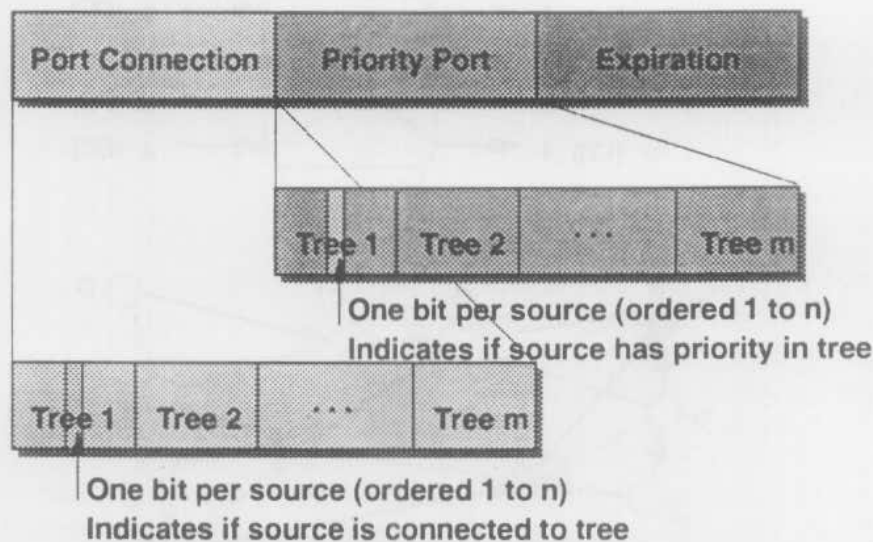 Port Connection Priority Port Expiration
Tree 1 Tree 2 ... Tree m
One bit per source (ordered 1 to n)
Indicates if source has priority in tree
Tree 1 Tree 2 ... Tree m
One bit per source (ordered 1 to n)
Indicates if source is connected to tree